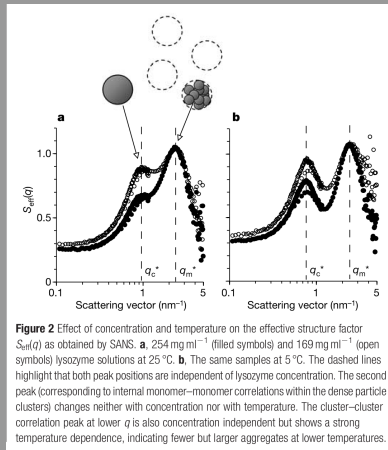 a
b
1.0
0.5
0
S_eff(q)
q_c*
q_m*
q_c*
q_m*
0.1
1
5
0.1
1
5
Scattering vector (nm⁻¹)
Scattering vector (nm⁻¹)
Figure 2 Effect of concentration and temperature on the effective structure factor
S_eff(q) as obtained by SANS. a, 254 mg ml⁻¹ (filled symbols) and 169 mg ml⁻¹ (open
symbols) lysozyme solutions at 25 °C. b, The same samples at 5 °C. The dashed lines
highlight that both peak positions are independent of lysozyme concentration. The second
peak (corresponding to internal monomer–monomer correlations within the dense particle
clusters) changes neither with concentration nor with temperature. The cluster–cluster
correlation peak at lower q is also concentration independent but shows a strong
temperature dependence, indicating fewer but larger aggregates at lower temperatures.